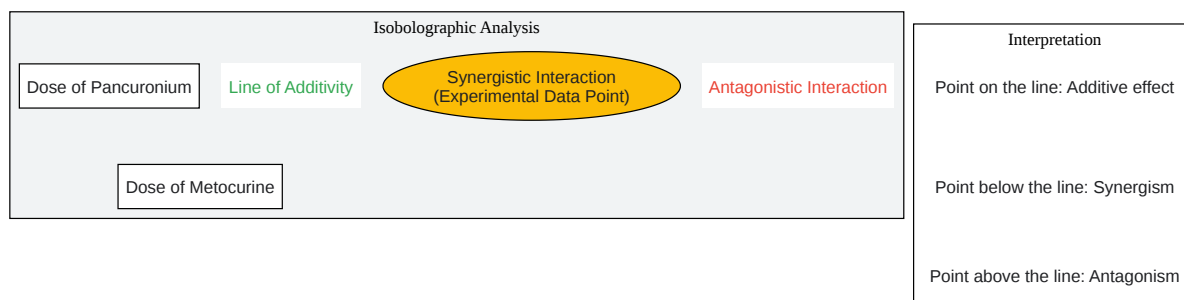 Isobolographic Analysis
Dose of Pancuronium
Line of Additivity
Synergistic Interaction
(Experimental Data Point)
Antagonistic Interaction
Dose of Metocurine
Interpretation
Point on the line: Additive effect
Point below the line: Synergism
Point above the line: Antagonism